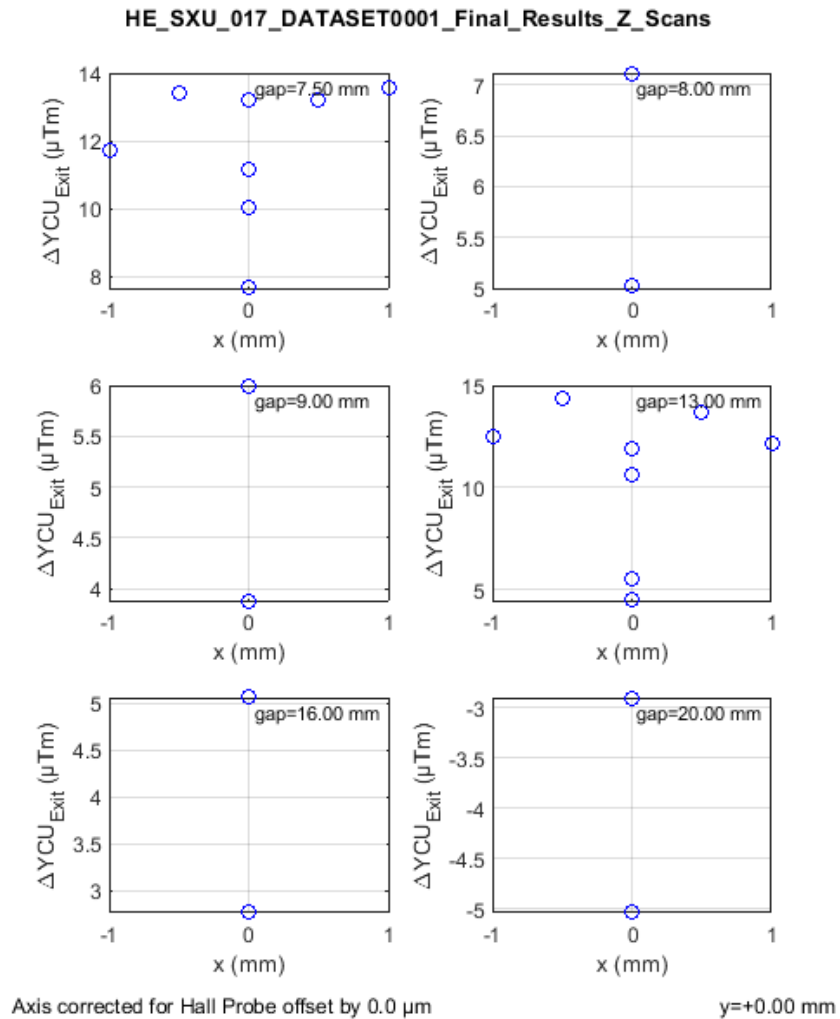 HE_SXU_017_DATASET0001_Final_Results_Z_Scans
14
12
10
8
ΔYCU_Exit (µTm)
gap=7.50 mm
-1 0 1
x (mm)
7
6.5
6
5.5
5
ΔYCU_Exit (µTm)
gap=8.00 mm
-1 0 1
x (mm)
6
5.5
5
4.5
4
ΔYCU_Exit (µTm)
gap=9.00 mm
-1 0 1
x (mm)
15
10
5
ΔYCU_Exit (µTm)
gap=13.00 mm
-1 0 1
x (mm)
5
4.5
4
3.5
3
ΔYCU_Exit (µTm)
gap=16.00 mm
-1 0 1
x (mm)
-3
-3.5
-4
-4.5
-5
ΔYCU_Exit (µTm)
gap=20.00 mm
-1 0 1
x (mm)
Axis corrected for Hall Probe offset by 0.0 µm
y=+0.00 mm